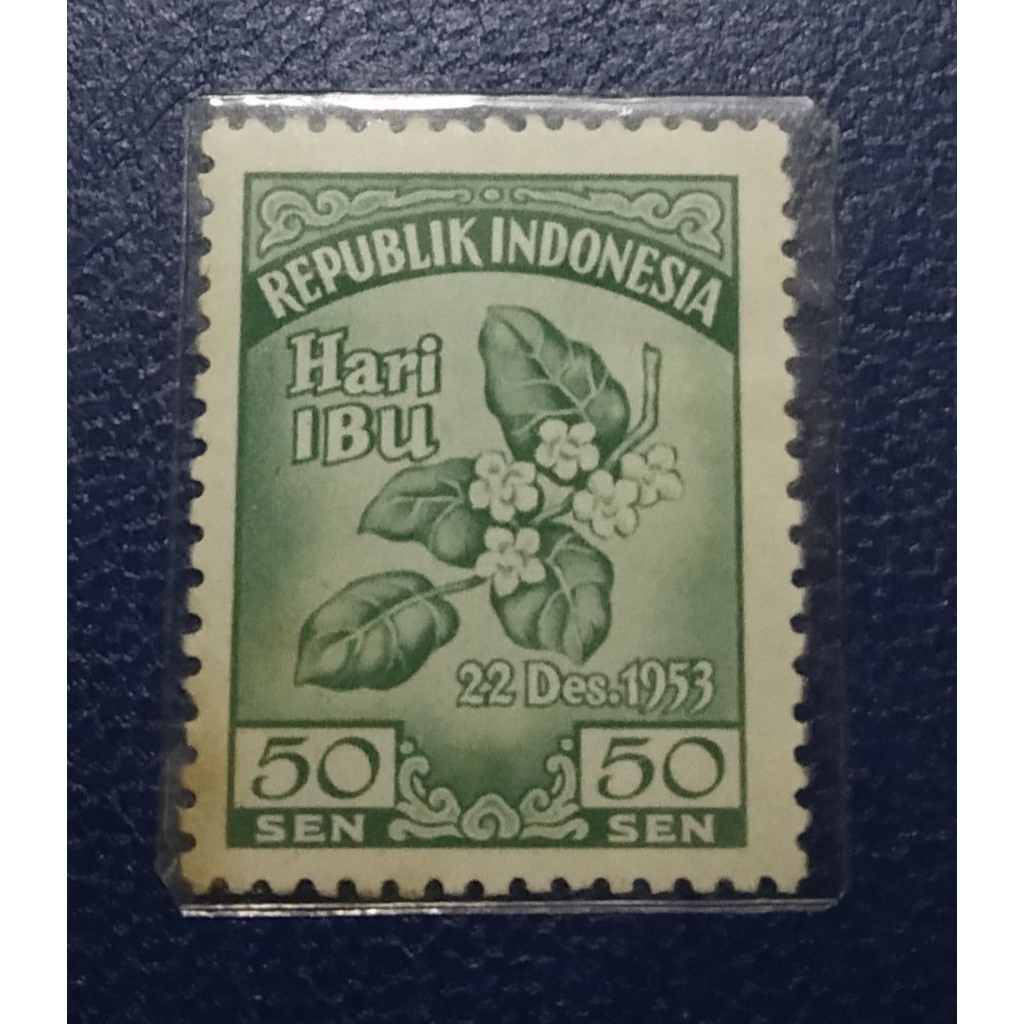 REPUBLIK INDONESIA
Hari
IBU
22 Des. 1953
50 50
SEN SEN